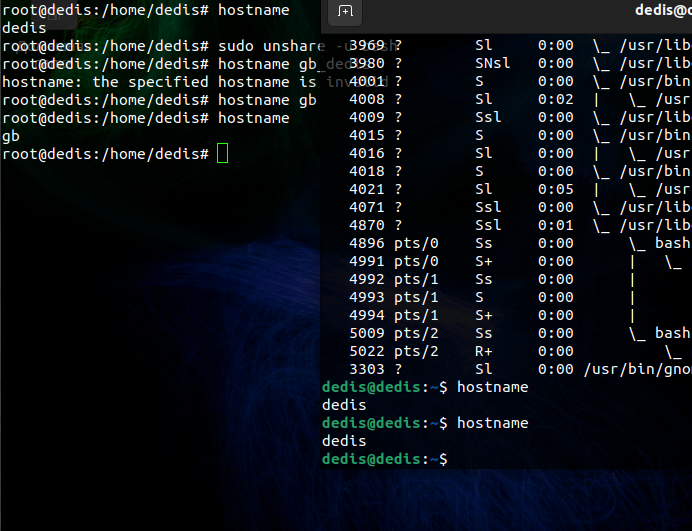 root@dedis:/home/dedis# hostname
dedis
root@dedis:/home/dedis# sudo unshare -u bash
root@dedis:/home/dedis# hostname gb_dedis
hostname: the specified hostname is invalid
root@dedis:/home/dedis# hostname gb
root@dedis:/home/dedis# hostname
gb
root@dedis:/home/dedis#
dedis@d
3969 ? Sl 0:00 \_ /usr/lib
3980 ? SNsl 0:00 \_ /usr/lib
4001 ? S 0:00 \_ /usr/bin
4008 ? Sl 0:02 | \_ /usr
4009 ? Ssl 0:00 \_ /usr/lib
4015 ? S 0:00 \_ /usr/bin
4016 ? Sl 0:00 | \_ /usr
4018 ? S 0:00 \_ /usr/bin
4021 ? Sl 0:05 | \_ /usr
4071 ? Ssl 0:00 \_ /usr/lib
4870 ? Ssl 0:01 \_ /usr/lib
4896 pts/0 Ss 0:00 \_ bash
4991 pts/0 S+ 0:00 | \_
4992 pts/1 Ss 0:00 |
4993 pts/1 S 0:00 |
4994 pts/1 S+ 0:00 |
5009 pts/2 Ss 0:00 \_ bash
5022 pts/2 R+ 0:00 \_
3303 ? Sl 0:00 /usr/bin/gno
dedis@dedis:~$ hostname
dedis
dedis@dedis:~$ hostname
dedis
dedis@dedis:~$